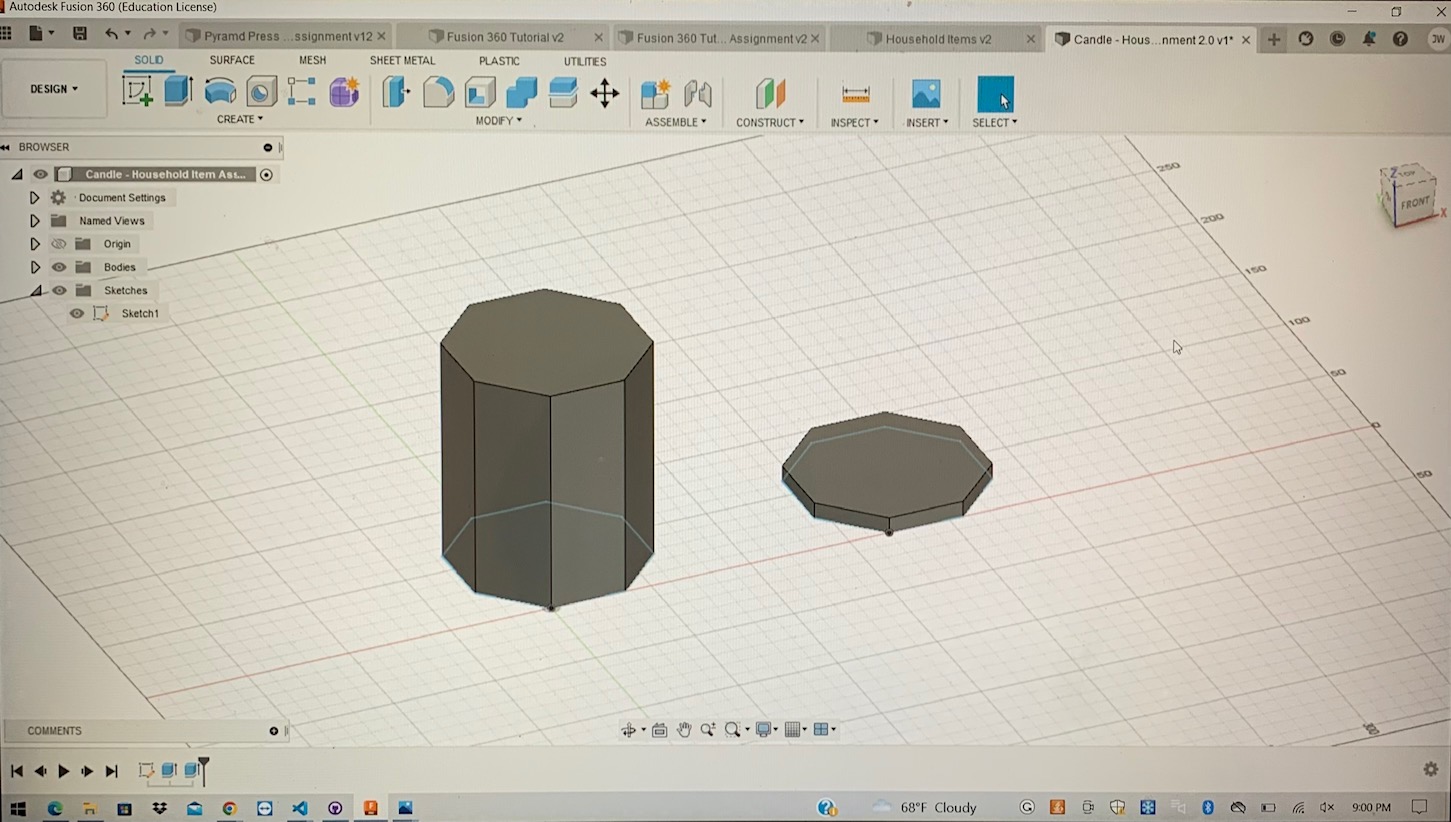 Autodesk Fusion 360 (Education License)
Pyramd Press ...ssignment v12
Fusion 360 Tutorial v2
Fusion 360 Tut... Assignment v2
Household Items v2
Candle - Hous...nment 2.0 v1*
JW
SOLID
SURFACE
MESH
SHEET METAL
PLASTIC
UTILITIES
DESIGN
CREATE
MODIFY
ASSEMBLE
CONSTRUCT
INSPECT
INSERT
SELECT
BROWSER
Candle - Household Item Ass...
Document Settings
Named Views
Origin
Bodies
Sketches
Sketch1
250
200
150
100
50
0
50
Z
TOP
FRONT
X
COMMENTS
68°F Cloudy
9:00 PM